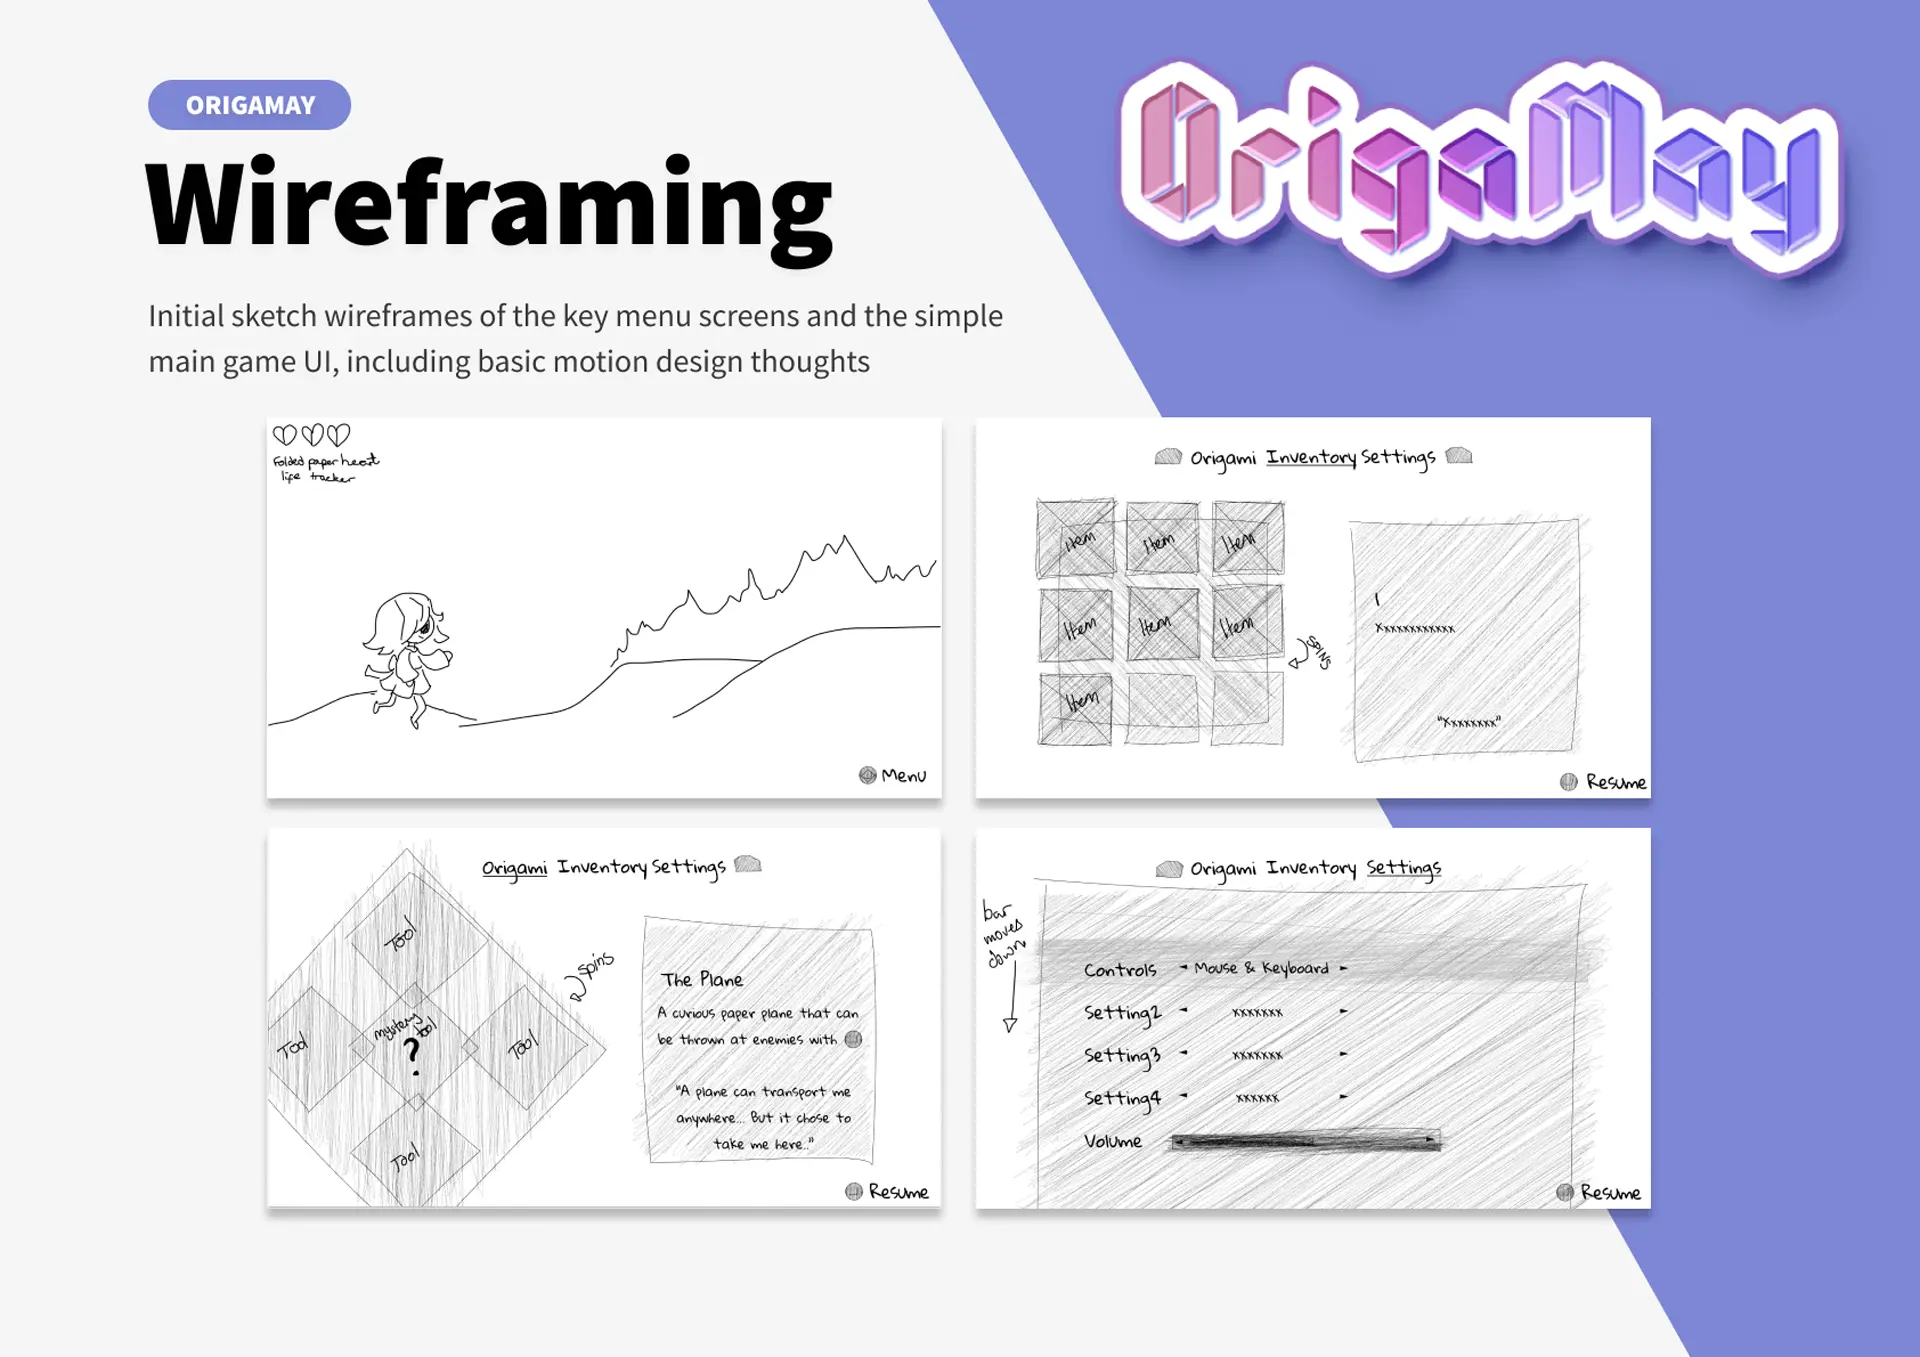 ORIGAMAY
OrigaMay
Wireframing
Initial sketch wireframes of the key menu screens and the simple
main game UI, including basic motion design thoughts
Folded paper heart
life tracker
Menu
Origami Inventory Settings
Item Item Item
Item Item Item
Item
spins
1
Xxxxxxxxxxxx
"Xxxxxxxx"
Resume
Origami Inventory Settings
Tool
Tool
mystery
tool
?
Tool
Tool
spins
The Plane
A curious paper plane that can
be thrown at enemies with
"A plane can transport me
anywhere... But it chose to
take me here.."
Resume
Origami Inventory Settings
bar
moves
down
Controls Mouse & Keyboard
Setting2 xxxxxxx
Setting3 xxxxxxx
Setting4 xxxxxx
Volume
Resume